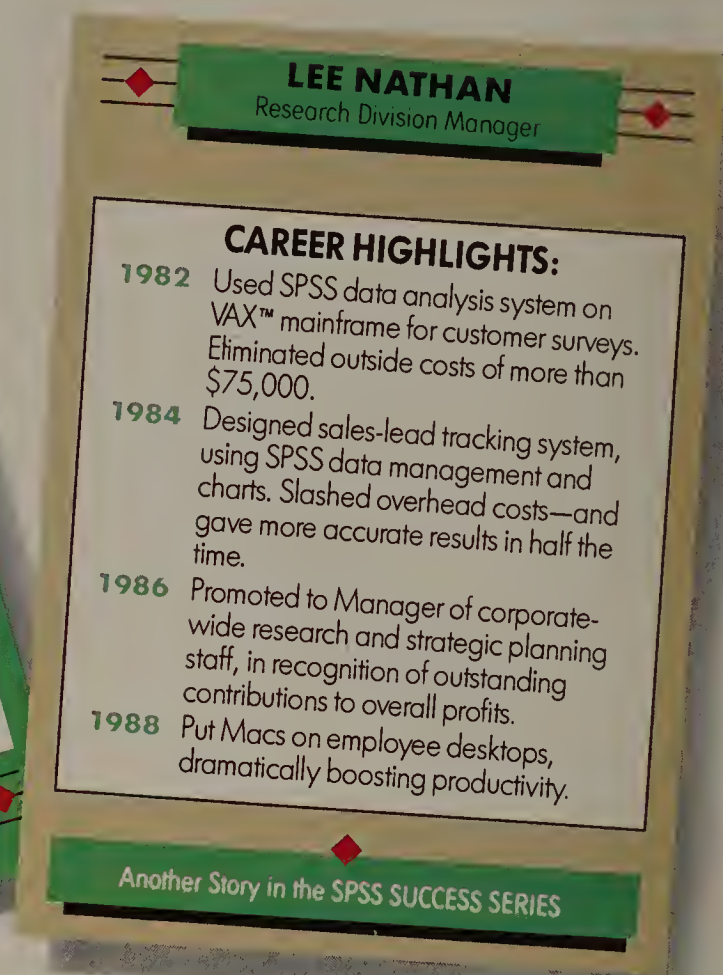 LEE NATHAN
Research Division Manager
CAREER HIGHLIGHTS:
1982 Used SPSS data analysis system on
VAX™ mainframe for customer surveys.
Eliminated outside costs of more than
$75,000.
1984 Designed sales-lead tracking system,
using SPSS data management and
charts. Slashed overhead costs—and
gave more accurate results in half the
time.
1986 Promoted to Manager of corporate-
wide research and strategic planning
staff, in recognition of outstanding
contributions to overall profits.
1988 Put Macs on employee desktops,
dramatically boosting productivity.
Another Story in the SPSS SUCCESS SERIES